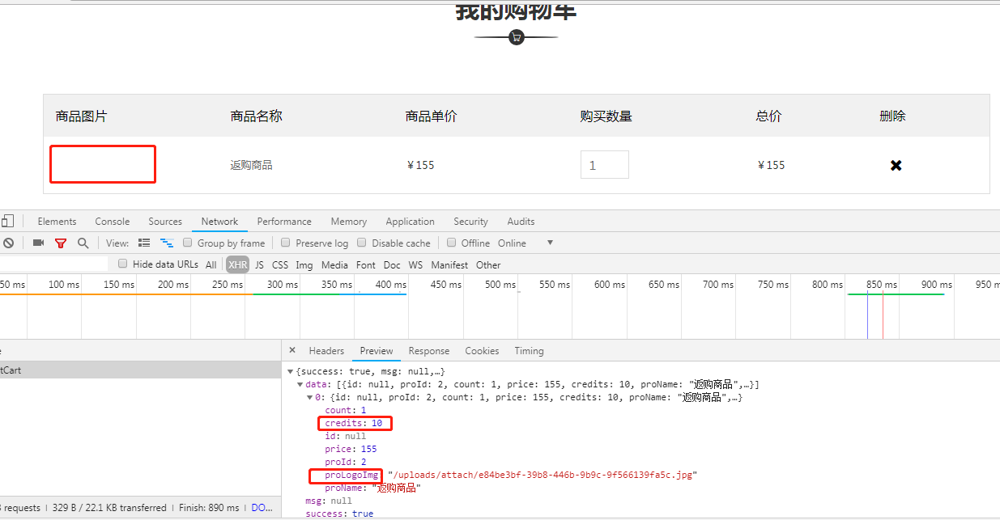 我的购物车
商品图片 商品名称 商品单价 购买数量 总价 删除
返购商品 ¥155 1 ¥155
Elements Console Sources Network Performance Memory Application Security Audits
View: Group by frame Preserve log Disable cache Offline Online
Hide data URLs All XHR JS CSS Img Media Font Doc WS Manifest Other
50 ms 100 ms 150 ms 200 ms 250 ms 300 ms 350 ms 400 ms 450 ms 500 ms 550 ms 600 ms 650 ms 700 ms 750 ms 800 ms 850 ms 900 ms 950 m
× Headers Preview Response Cookies Timing
tCart
{success: true, msg: null,…}
data: [{id: null, proId: 2, count: 1, price: 155, credits: 10, proName: "返购商品",…}]
0: {id: null, proId: 2, count: 1, price: 155, credits: 10, proName: "返购商品",…}
count: 1
credits: 10
id: null
price: 155
proId: 2
proLogoImg "/uploads/attach/e84be3bf-39b8-446b-9b9c-9f566139fa5c.jpg"
proName: "返购商品"
msg: null
success: true
requests | 329 B / 22.1 KB transferred | Finish: 890 ms | DO...